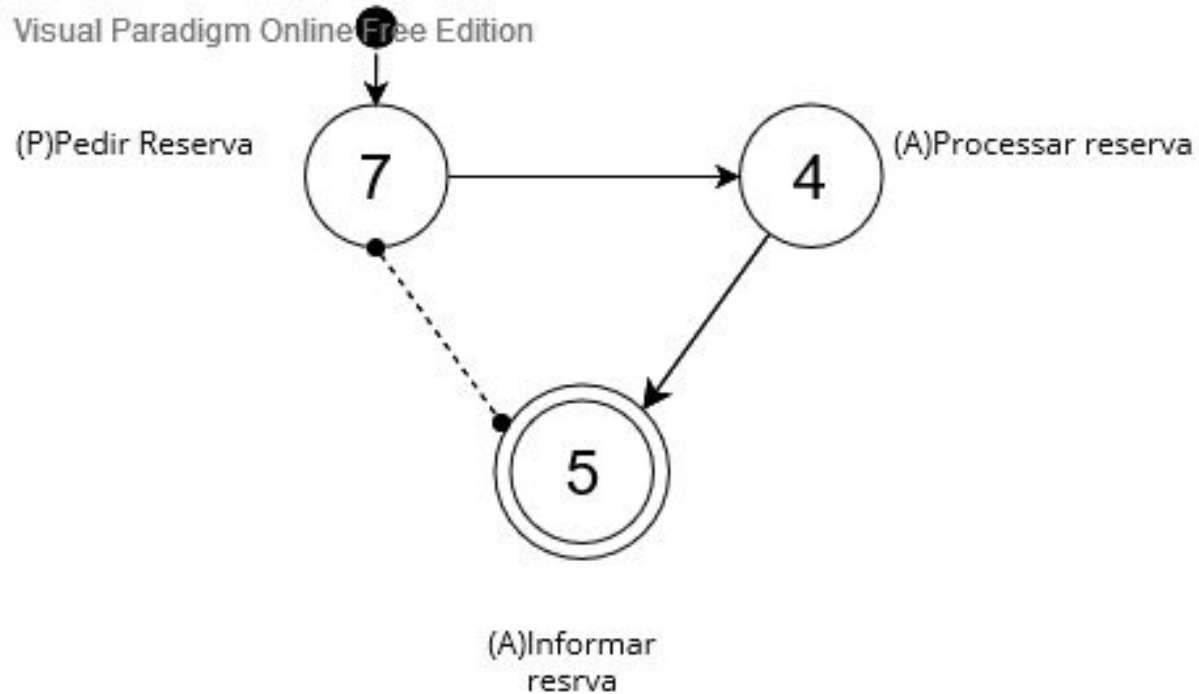 Visual Paradigm Online Free Edition
(P)Pedir Reserva
7
4
(A)Processar reserva
5
(A)Informar
resrva